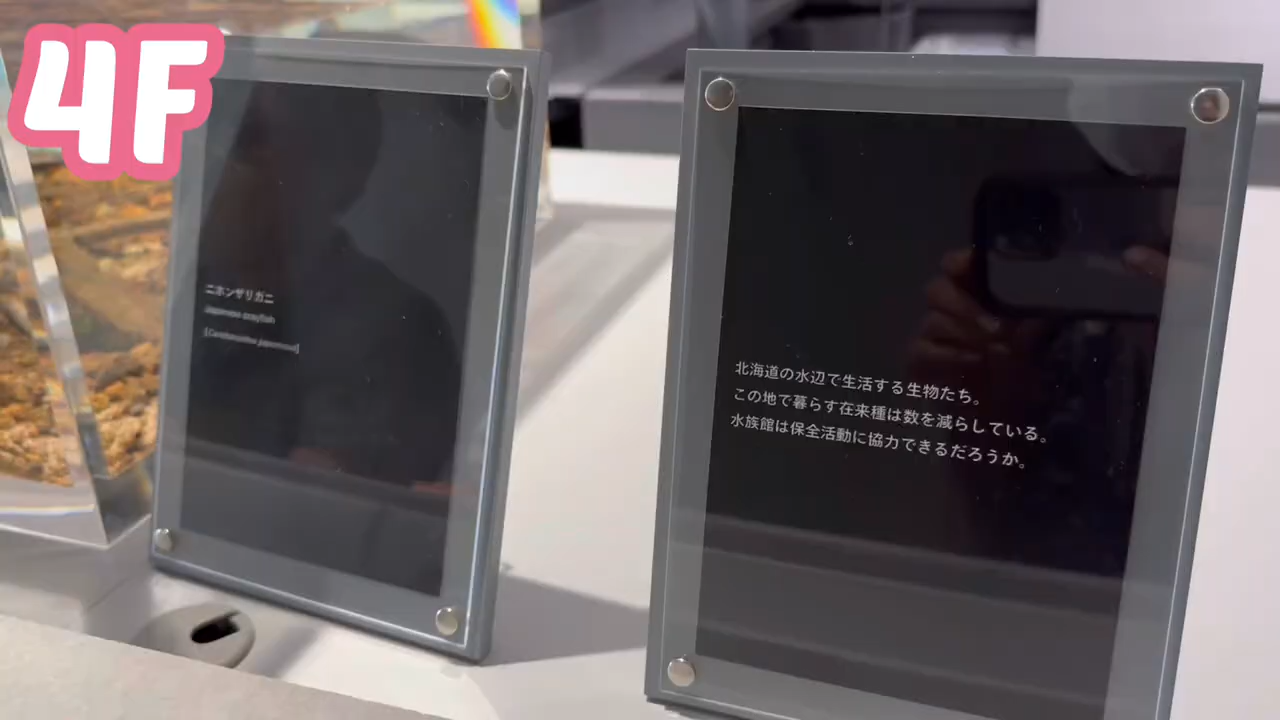 4F
ニホンザリガニ
Japanese crayfish
北海道の水辺で生活する生物たち。
この地で暮らす在来種は数を減らしている。
水族館は保全活動に協力できるだろうか。